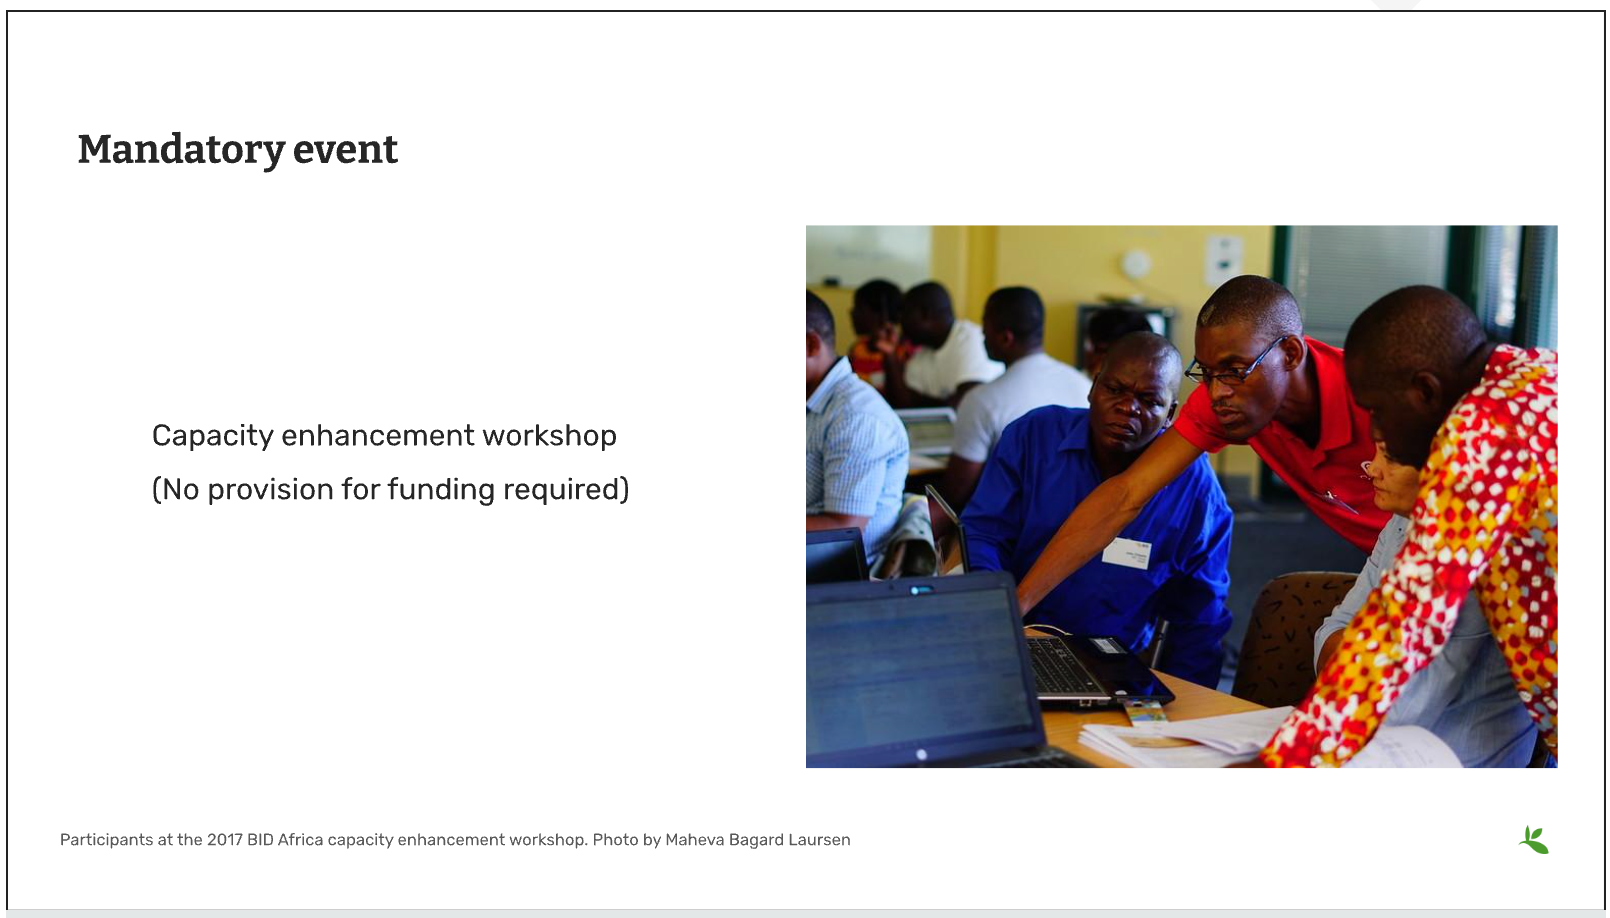 Mandatory event
Capacity enhancement workshop
(No provision for funding required)
Participants at the 2017 BID Africa capacity enhancement workshop. Photo by Maheva Bagard Laursen